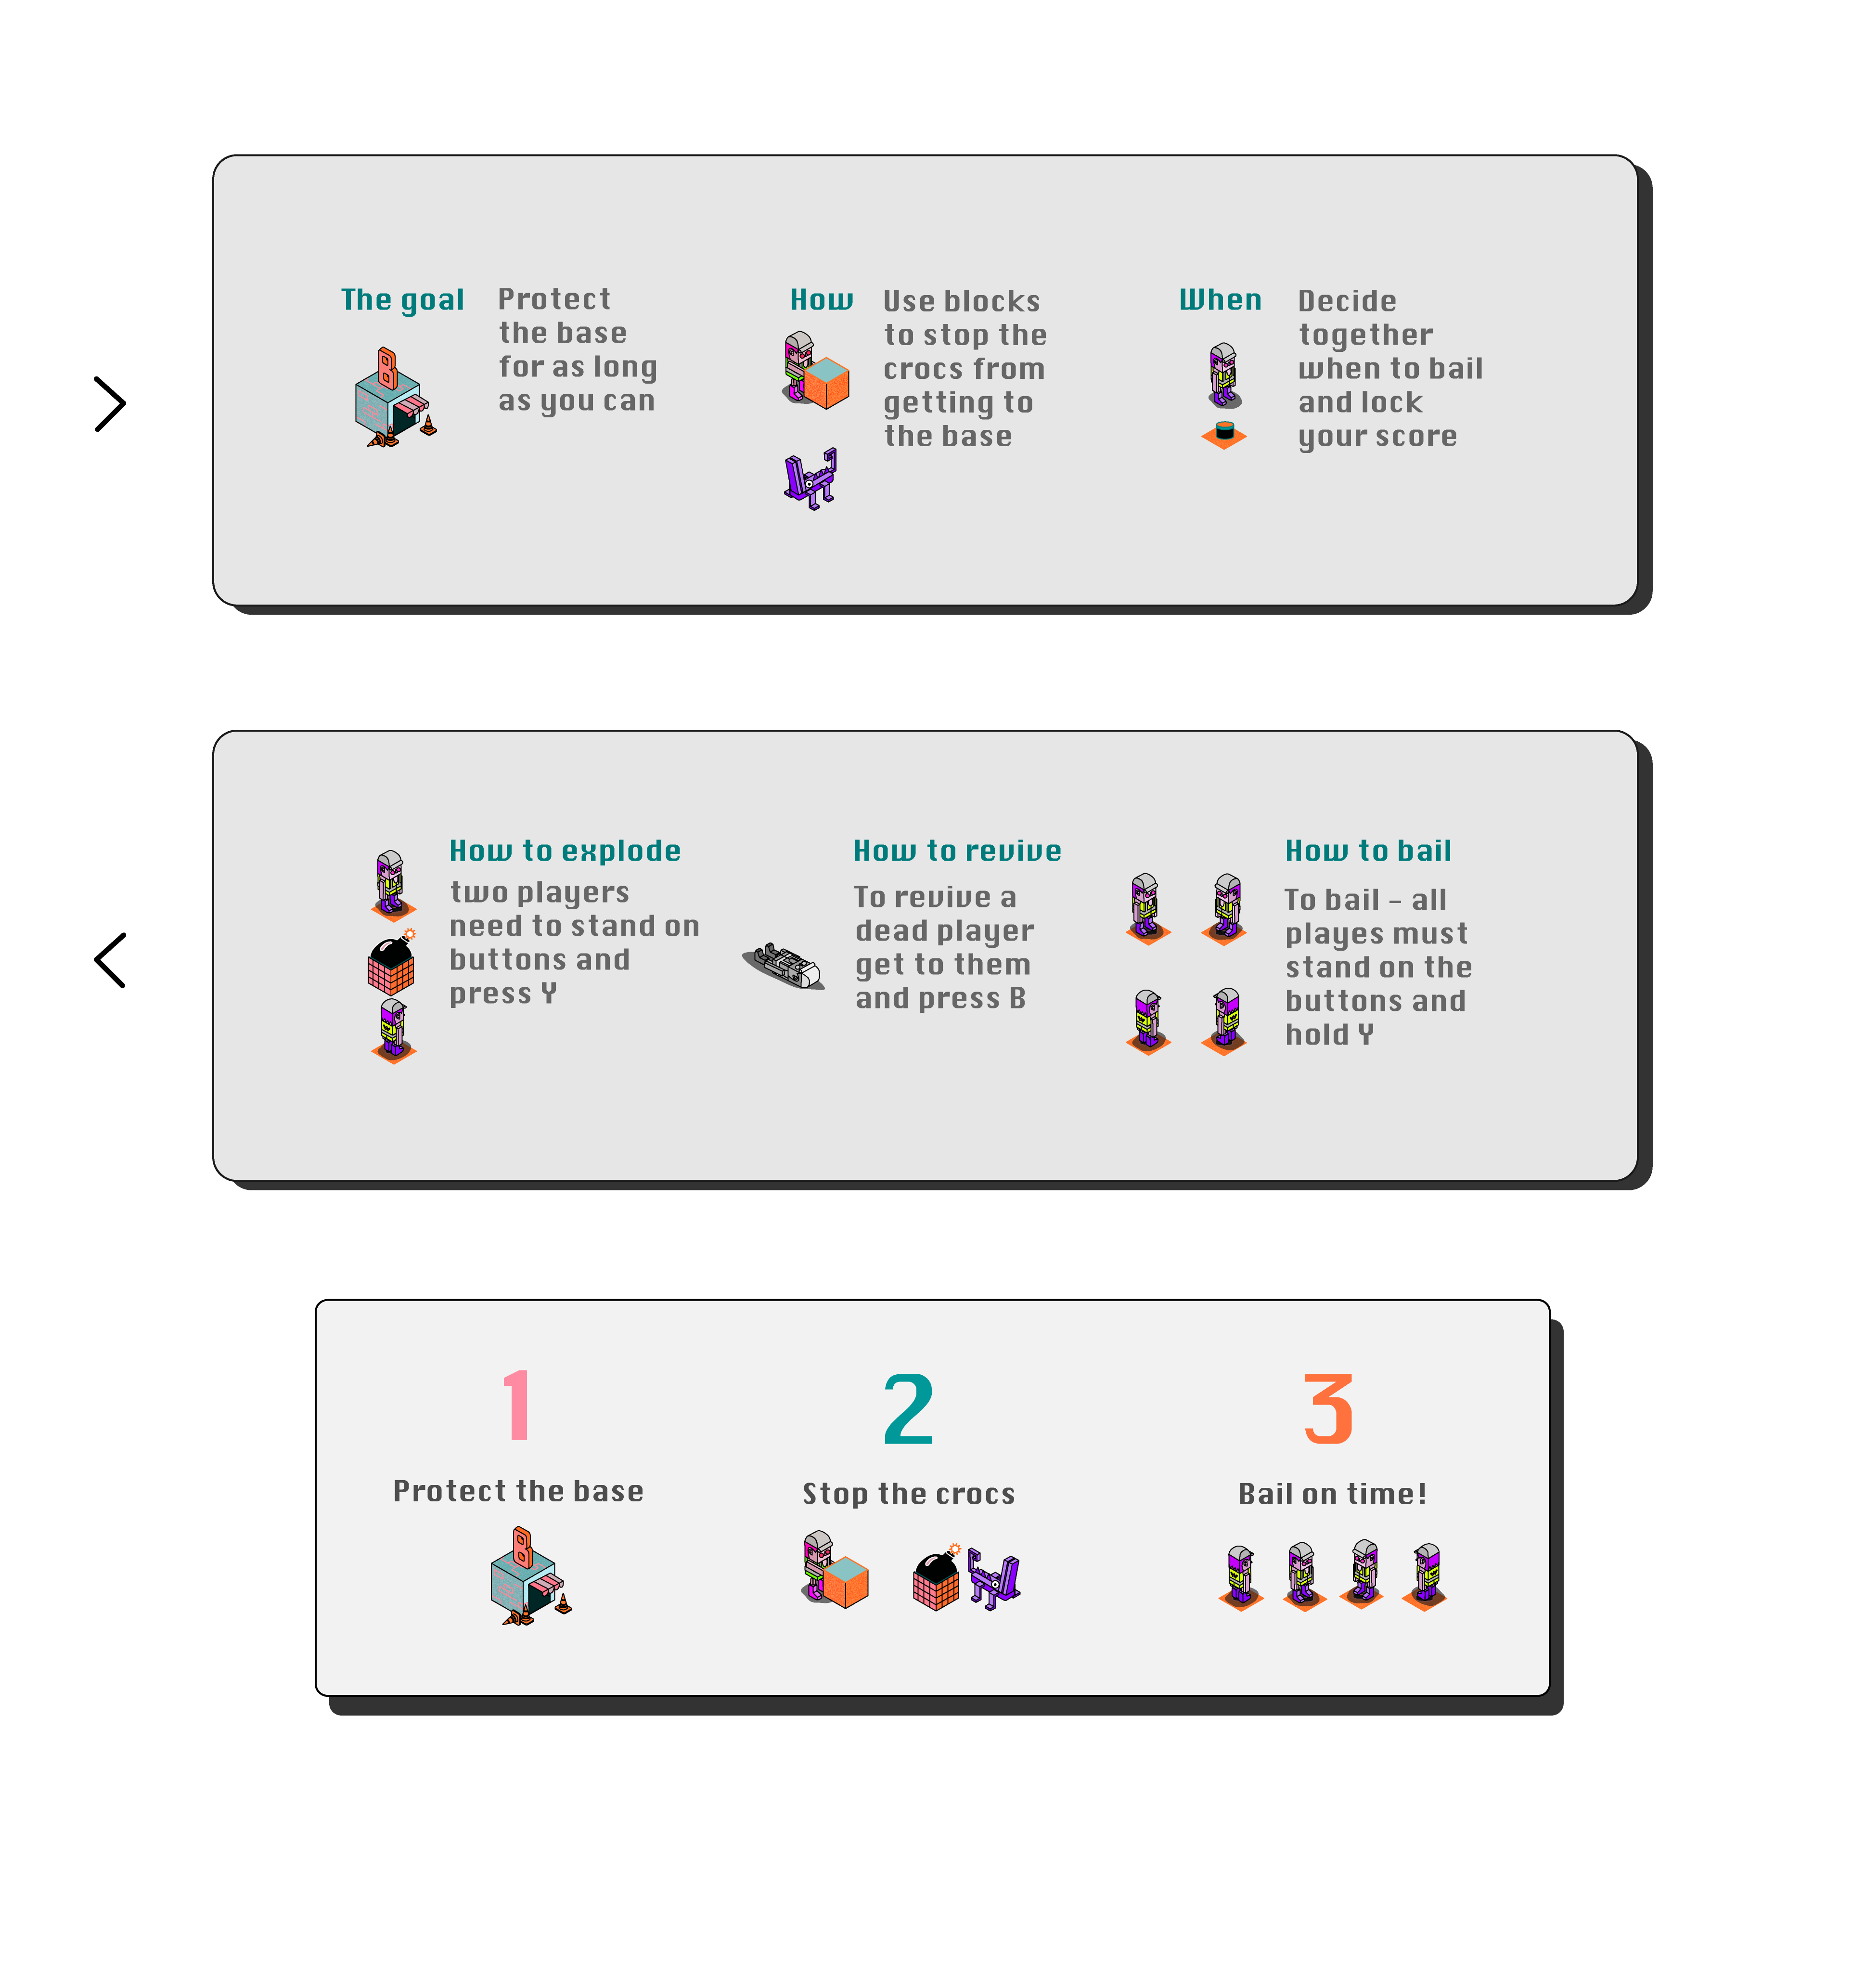 The goal
Protect
the base
for as long
as you can
How
Use blocks
to stop the
crocs from
getting to
the base
When
Decide
together
when to bail
and lock
your score
B
How to explode
two players
need to stand on
buttons and
press Y
How to revive
To revive a
dead player
get to them
and press B
How to bail
To bail - all
playes must
stand on the
buttons and
hold Y
1
Protect the base
B
2
Stop the crocs
3
Bail on time!